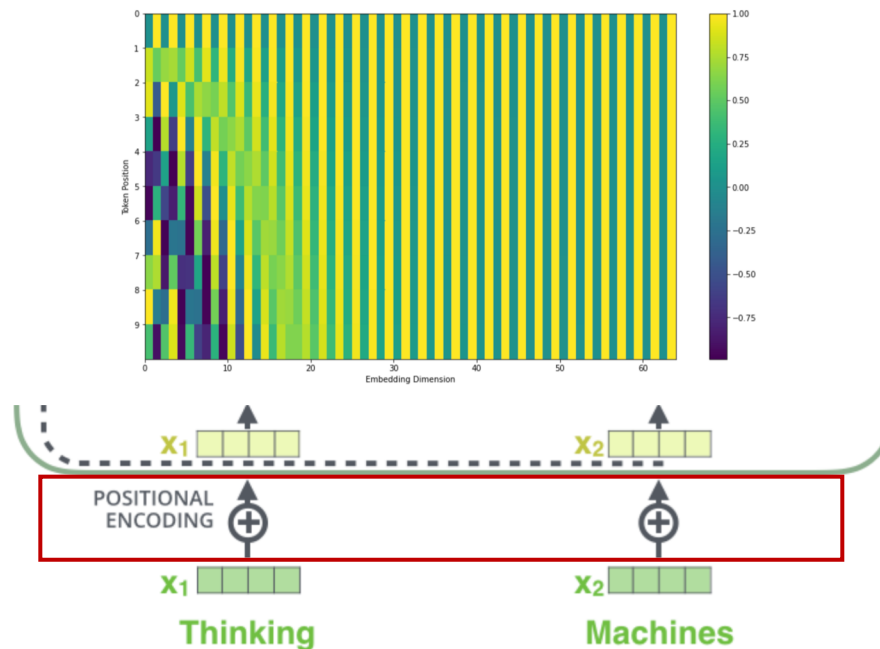 0
1
2
3
4
5
6
7
8
9
Token Position
0 10 20 30 40 50 60
Embedding Dimension
1.00
0.75
0.50
0.25
0.00
−0.25
−0.50
−0.75
x1 x2
POSITIONAL
ENCODING
x1 x2
Thinking Machines